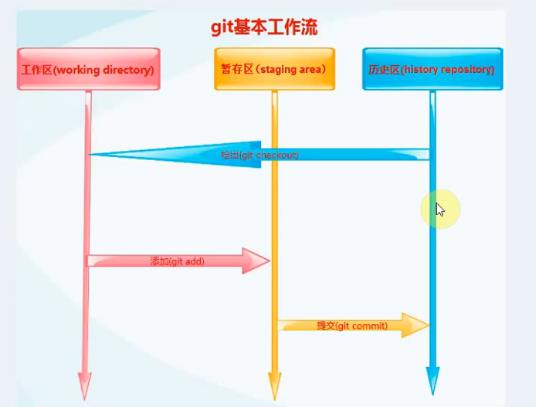 git基本工作流
工作区(working directory)
暂存区(staging area)
历史区(history repository)
检出(git checkout)
添加(git add)
提交(git commit)